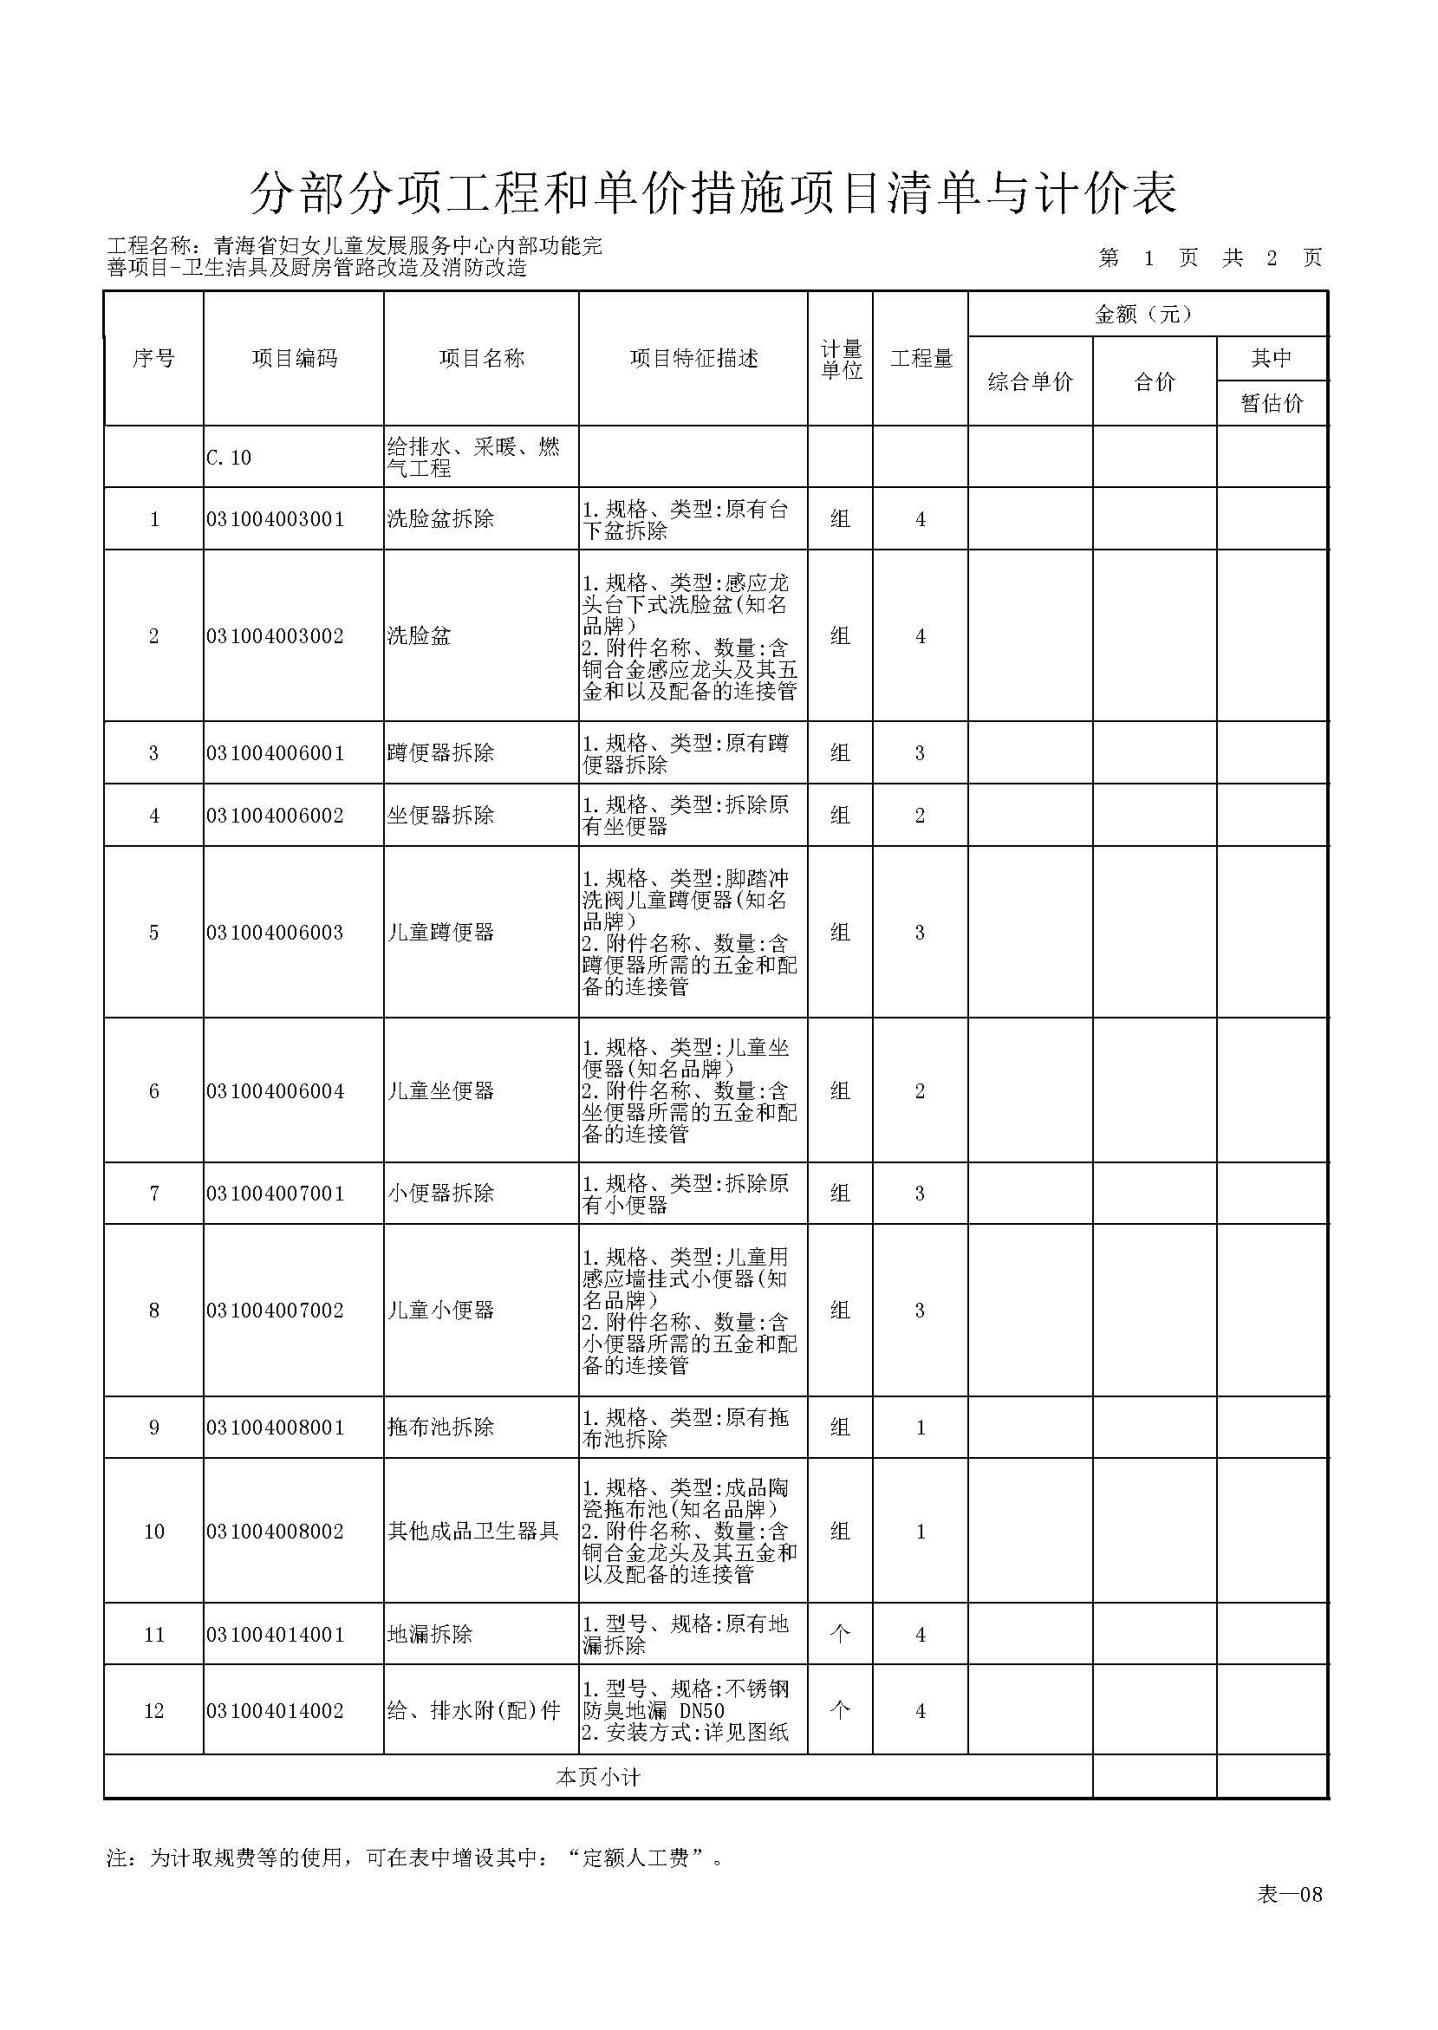 分部分项工程和单价措施项目清单与计价表
工程名称：青海省妇女儿童发展服务中心内部功能完
善项目-卫生洁具及厨房管路改造及消防改造
第 1 页 共 2 页
序号 项目编码 项目名称 项目特征描述 计量单位 工程量 金额（元）
综合单价 合价 其中
暂估价
C.10 给排水、采暖、燃
气工程
1 031004003001 洗脸盆拆除 1.规格、类型:原有台
下盆拆除 组 4
2 031004003002 洗脸盆 1.规格、类型:感应龙
头台下式洗脸盆(知名
品牌)
2.附件名称、数量:含
铜合金感应龙头及其五
金和以及配备的连接管 组 4
3 031004006001 蹲便器拆除 1.规格、类型:原有蹲
便器拆除 组 3
4 031004006002 坐便器拆除 1.规格、类型:拆除原
有坐便器 组 2
5 031004006003 儿童蹲便器 1.规格、类型:脚踏冲
洗阀儿童蹲便器(知名
品牌)
2.附件名称、数量:含
蹲便器所需的五金和配
备的连接管 组 3
6 031004006004 儿童坐便器 1.规格、类型:儿童坐
便器(知名品牌)
2.附件名称、数量:含
坐便器所需的五金和配
备的连接管 组 2
7 031004007001 小便器拆除 1.规格、类型:拆除原
有小便器 组 3
8 031004007002 儿童小便器 1.规格、类型:儿童用
感应墙挂式小便器(知
名品牌)
2.附件名称、数量:含
小便器所需的五金和配
备的连接管 组 3
9 031004008001 拖布池拆除 1.规格、类型:原有拖
布池拆除 组 1
10 031004008002 其他成品卫生器具 1.规格、类型:成品陶
瓷拖布池(知名品牌)
2.附件名称、数量:含
铜合金龙头及其五金和
以及配备的连接管 组 1
11 031004014001 地漏拆除 1.型号、规格:原有地
漏拆除 个 4
12 031004014002 给、排水附(配)件 1.型号、规格:不锈钢
防臭地漏 DN50
2.安装方式:详见图纸 个 4
本页小计
注：为计取规费等的使用，可在表中增设其中：“定额人工费”。
表—08